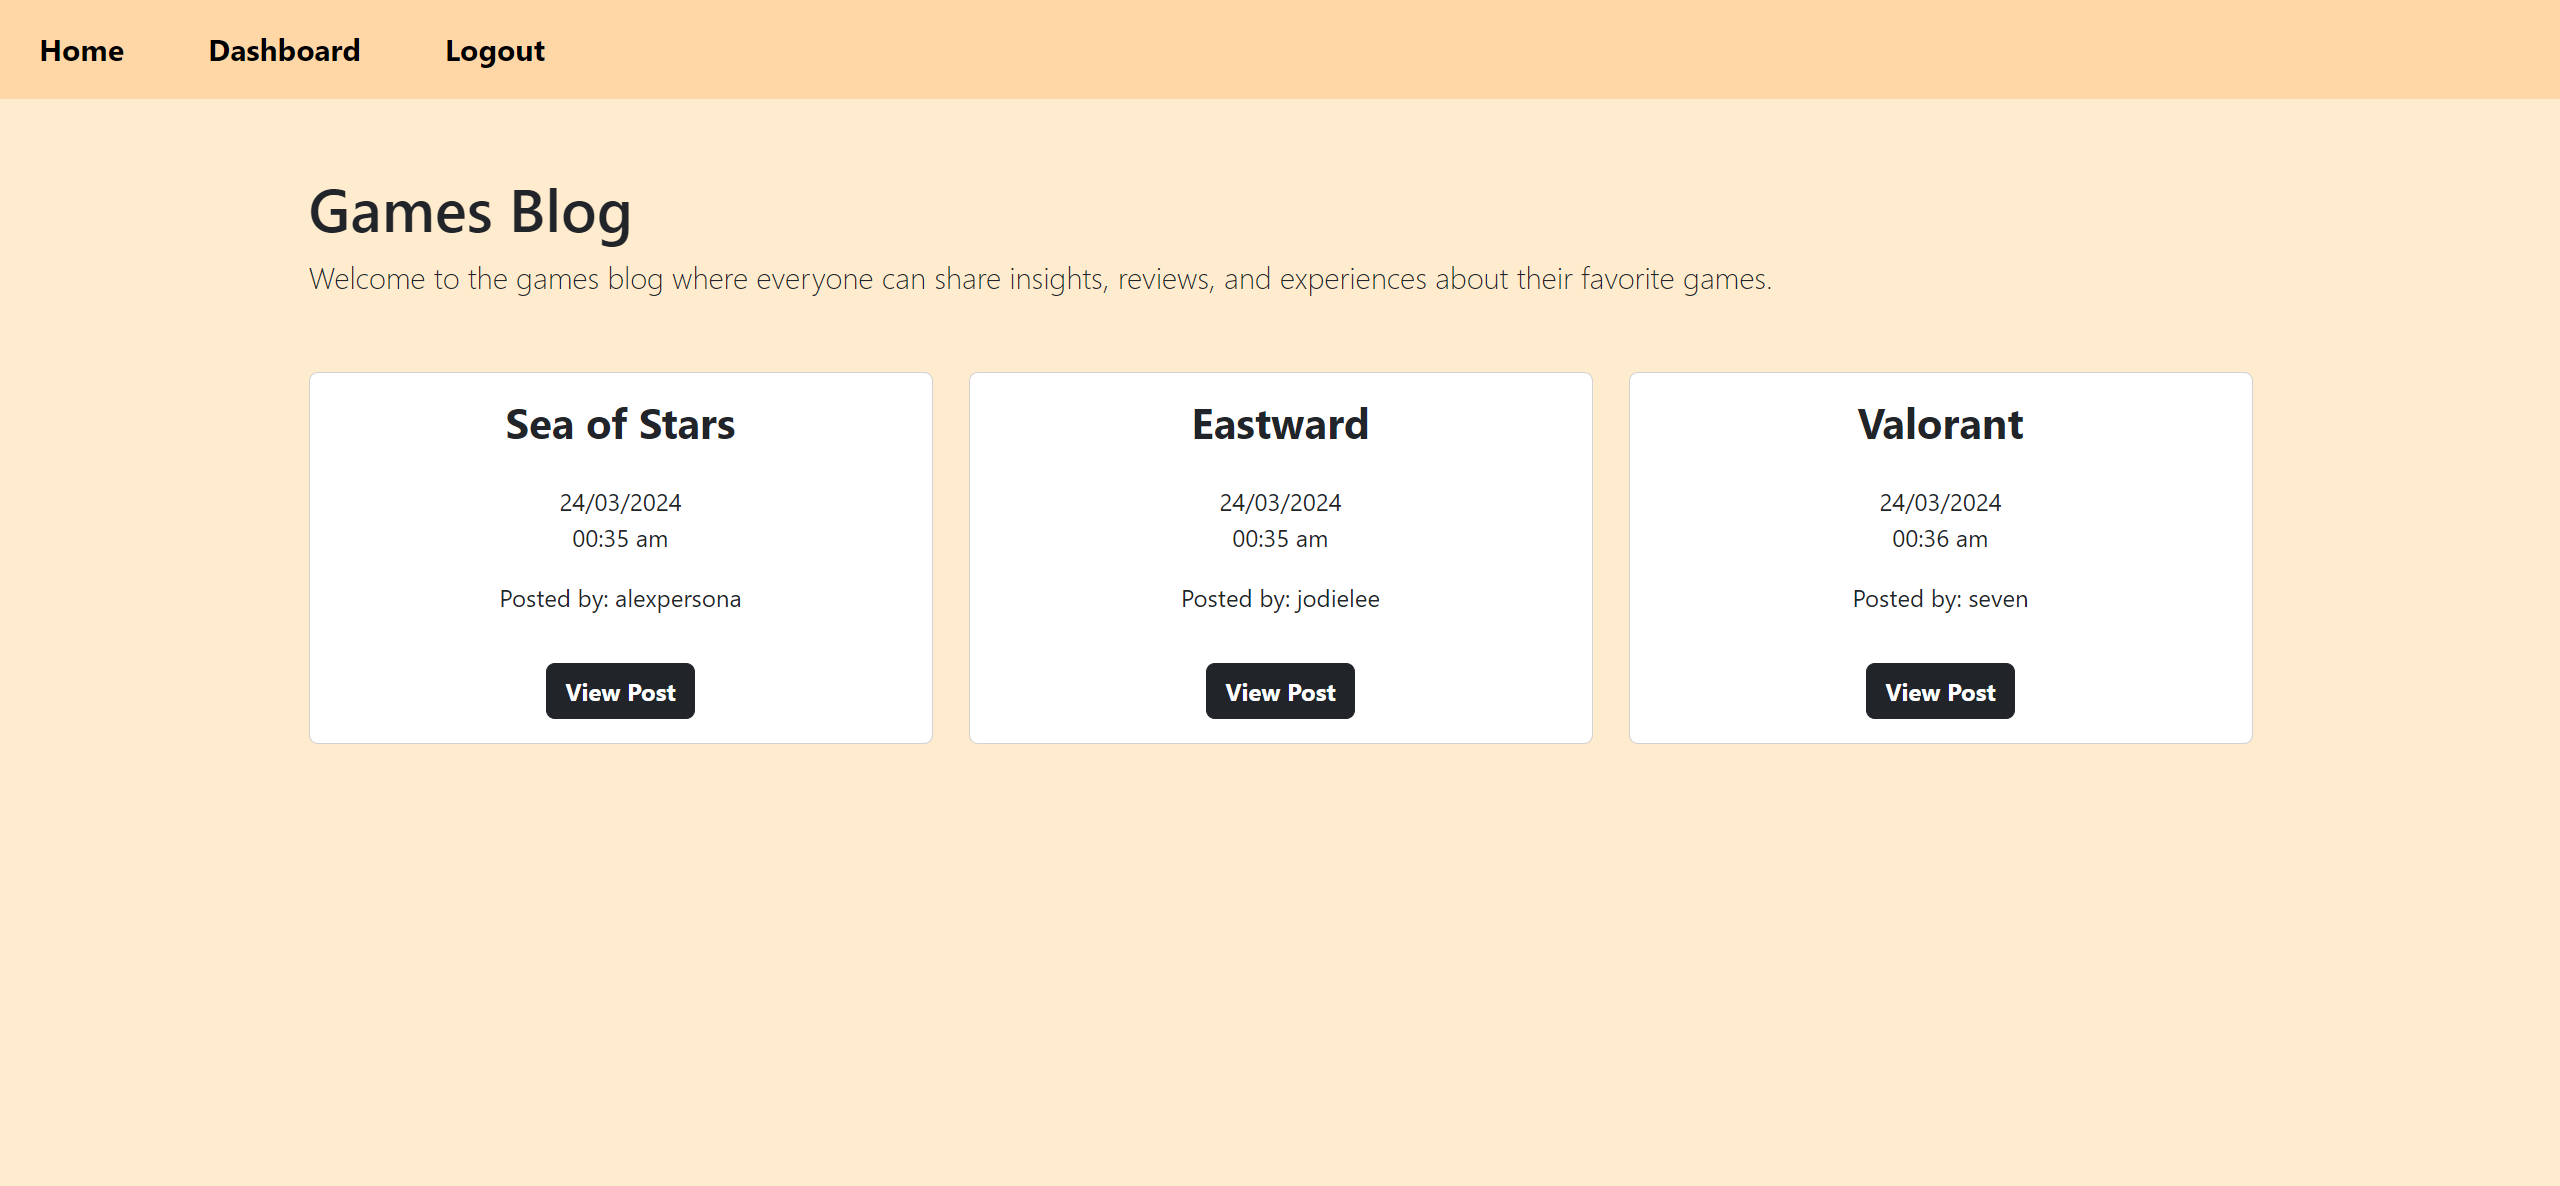 Home Dashboard Logout
Games Blog
Welcome to the games blog where everyone can share insights, reviews, and experiences about their favorite games.
Sea of Stars
24/03/2024
00:35 am
Posted by: alexpersona
View Post
Eastward
24/03/2024
00:35 am
Posted by: jodielee
View Post
Valorant
24/03/2024
00:36 am
Posted by: seven
View Post